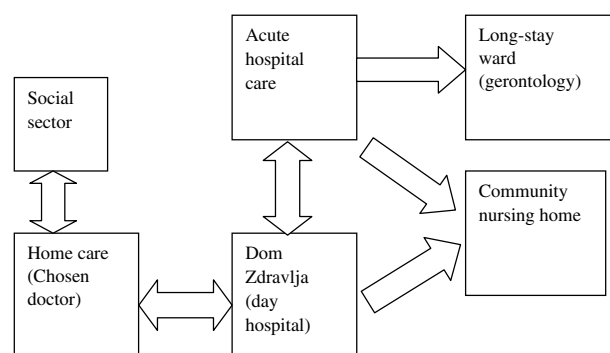 Acute
hospital
care
Long-stay
ward
(gerontology)
Social
sector
Community
nursing home
Home care
(Chosen
doctor)
Dom
Zdravlja
(day
hospital)